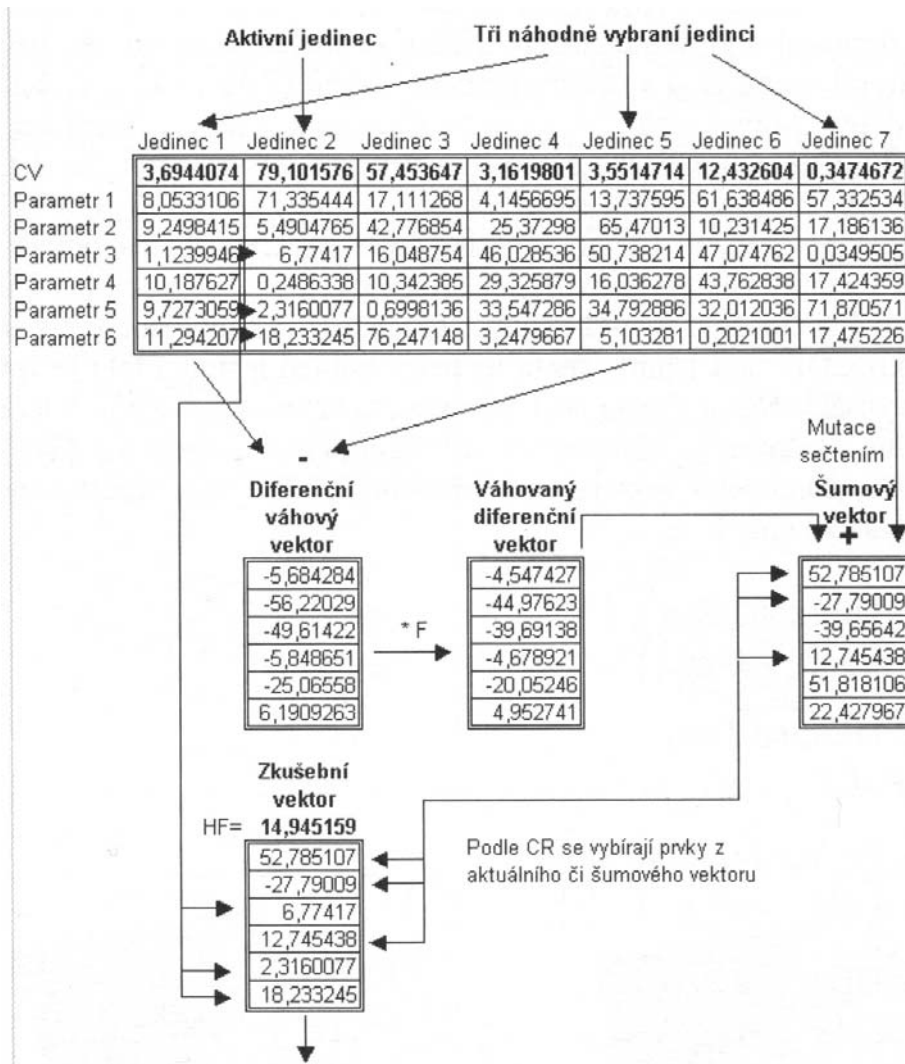 Aktivní jedinec
Tři náhodně vybraní jedinci
Jedinec 1 Jedinec 2 Jedinec 3 Jedinec 4 Jedinec 5 Jedinec 6 Jedinec 7
CV 3,6944074 79,101576 57,453647 3,1619801 3,5514714 12,432604 0,3474672
Parametr 1 8,0533106 71,335444 17,111268 4,1456695 13,737595 61,638486 57,332534
Parametr 2 9,2498415 5,4904765 42,776854 25,37298 65,47013 10,231425 17,186136
Parametr 3 1,1239946 6,77417 16,048754 46,028536 50,738214 47,074762 0,0349505
Parametr 4 10,187627 0,2486338 10,342385 29,325879 16,036278 43,762838 17,424359
Parametr 5 9,7273059 2,3160077 0,6998136 33,547286 34,792886 32,012036 71,870571
Parametr 6 11,294207 18,233245 76,247148 3,2479667 5,103281 0,2021001 17,475226
Mutace
sečtením
-
Diferenční
váhový
vektor
-5,684284
-56,22029
-49,61422
-5,848651
-25,06558
6,1909263
* F
Váhovaný
diferenční
vektor
-4,547427
-44,97623
-39,69138
-4,678921
-20,05246
4,952741
Šumový
vektor
+
52,785107
-27,79009
-39,65642
12,745438
51,818106
22,427967
Zkušební
vektor
HF= 14,945159
52,785107
-27,79009
6,77417
12,745438
2,3160077
18,233245
Podle CR se vybírají prvky z
aktuálního či šumového vektoru